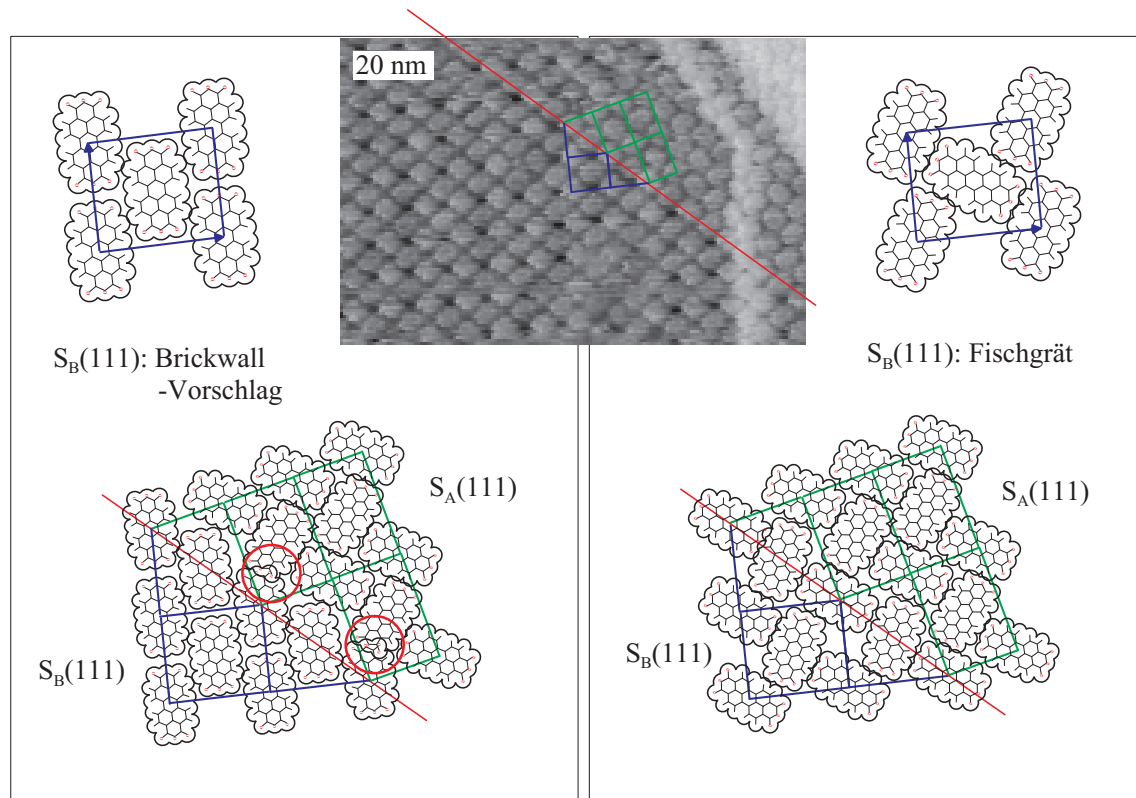 20 nm
S_B(111): Brickwall
-Vorschlag
S_B(111): Fischgrät
S_A(111)
S_B(111)
S_A(111)
S_B(111)